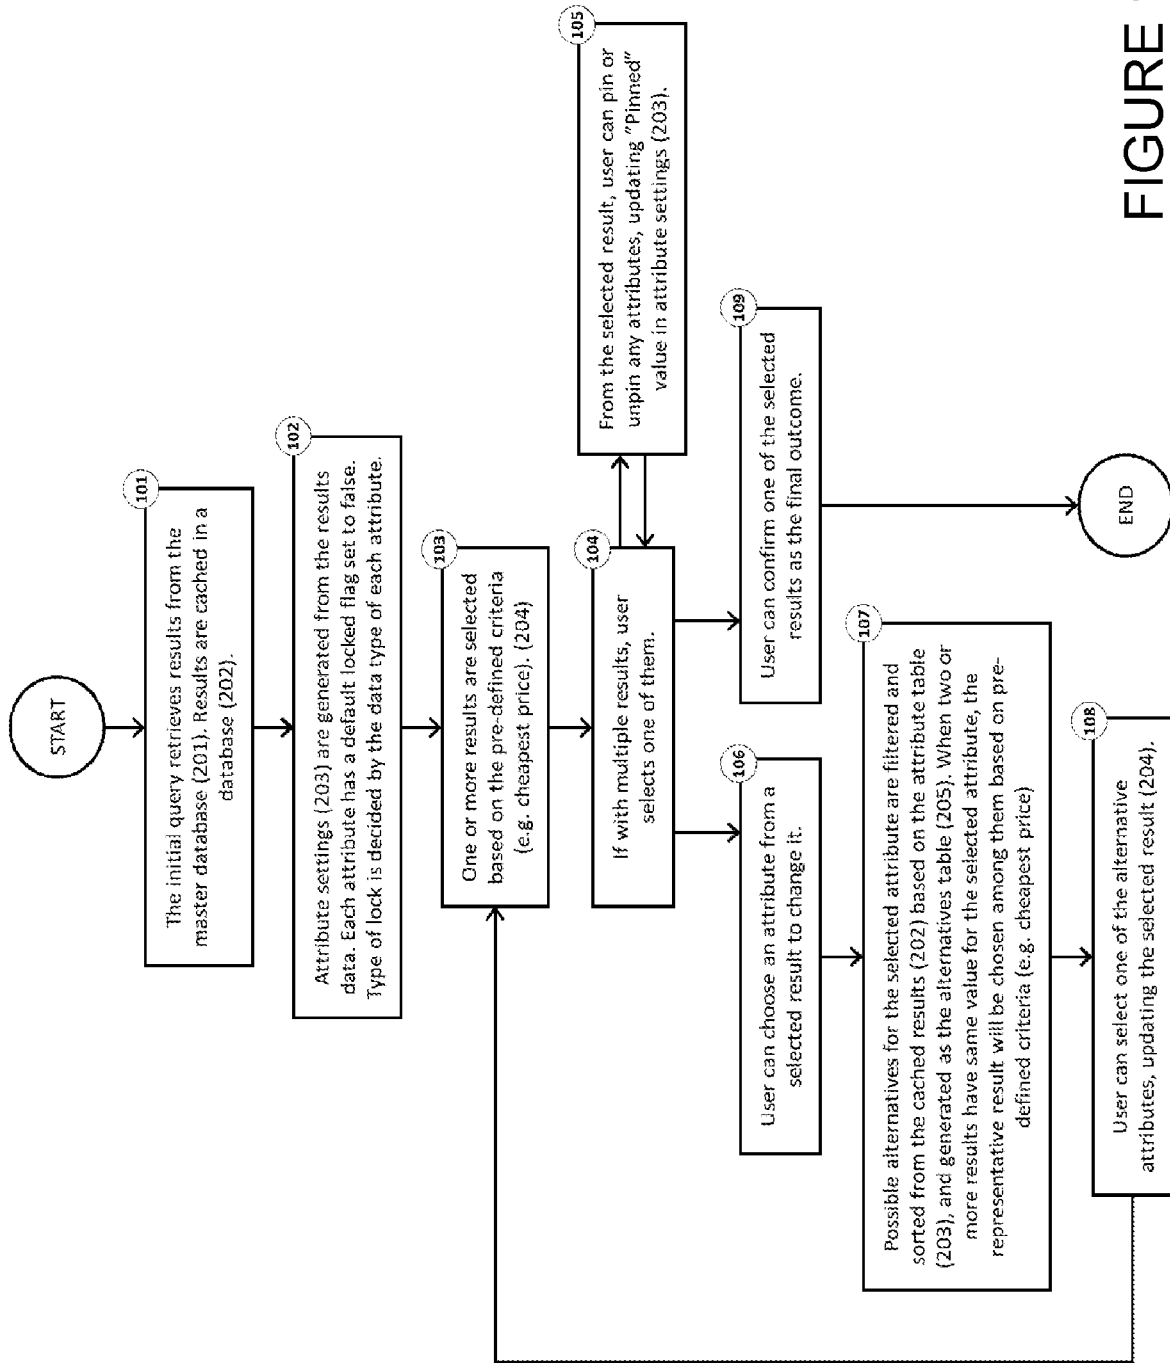 START
101
The initial query retrieves results from the
master database (201). Results are cached in a
database (202).
102
Attribute settings (203) are generated from the results
data. Each attribute has a default locked flag set to false.
Type of lock is decided by the data type of each attribute.
103
One or more results are selected
based on the pre-defined criteria
(e.g. cheapest price). (204)
104
If with multiple results, user
selects one of them.
105
From the selected result, user can pin or
unpin any attributes, updating "Pinned"
value in attribute settings (203).
106
User can choose an attribute from a
selected result to change it.
109
User can confirm one of the selected
results as the final outcome.
107
Possible alternatives for the selected attribute are filtered and
sorted from the cached results (202) based on the attribute table
(203), and generated as the alternatives table (205). When two or
more results have same value for the selected attribute, the
representative result will be chosen among them based on pre-
defined criteria (e.g. cheapest price)
108
User can select one of the alternative
attributes, updating the selected result (204).
END
FIGURE